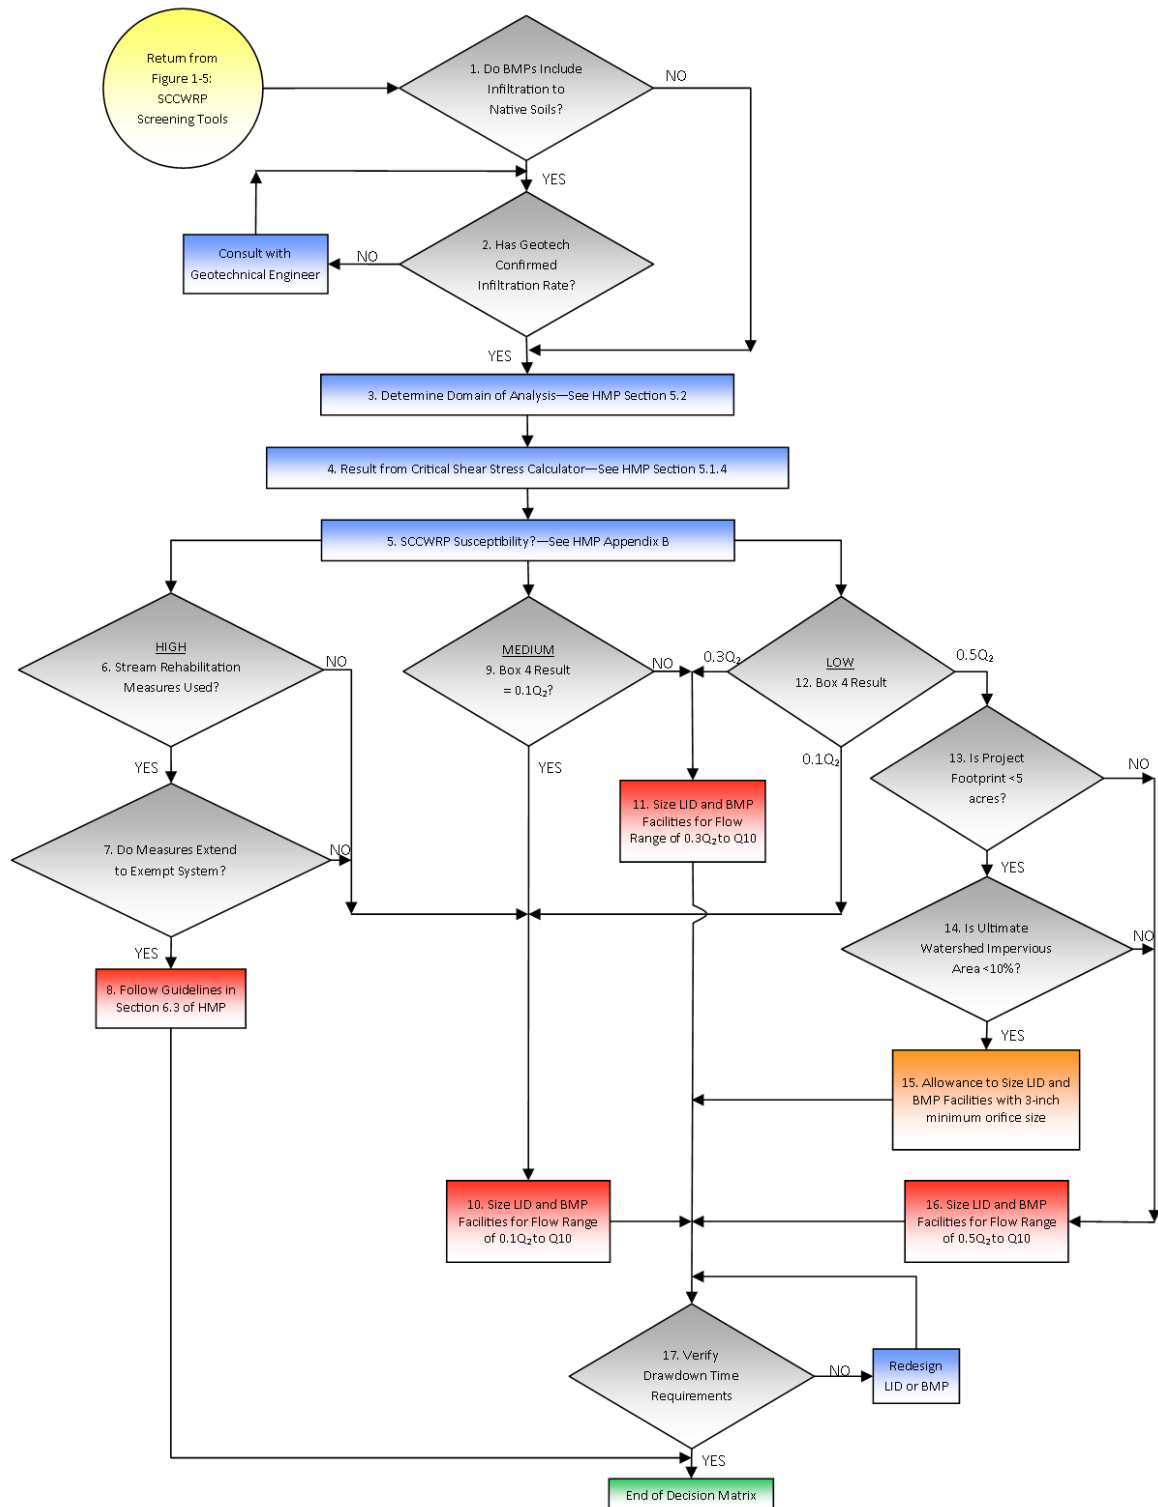 Return from
Figure 1-5:
SCCWRP
Screening Tools
1. Do BMPs Include
Infiltration to
Native Soils?
NO
YES
Consult with
Geotechnical Engineer
NO
2. Has Geotech
Confirmed
Infiltration Rate?
YES
3. Determine Domain of Analysis—See HMP Section 5.2
4. Result from Critical Shear Stress Calculator—See HMP Section 5.1.4
5. SCCWRP Susceptibility?—See HMP Appendix B
HIGH
6. Stream Rehabilitation
Measures Used?
NO
YES
MEDIUM
9. Box 4 Result
= 0.1Q₂?
NO
YES
0.3Q₂
LOW
12. Box 4 Result
0.5Q₂
0.1Q₂
13. Is Project
Footprint <5
acres?
NO
YES
11. Size LID and BMP
Facilities for Flow
Range of 0.3Q₂ to Q10
7. Do Measures Extend
to Exempt System?
NO
YES
14. Is Ultimate
Watershed Impervious
Area <10%?
NO
YES
8. Follow Guidelines in
Section 6.3 of HMP
15. Allowance to Size LID and
BMP Facilities with 3-inch
minimum orifice size
10. Size LID and BMP
Facilities for Flow Range
of 0.1Q₂ to Q10
16. Size LID and BMP
Facilities for Flow Range
of 0.5Q₂ to Q10
17. Verify
Drawdown Time
Requirements
NO
Redesign
LID or BMP
YES
End of Decision Matrix